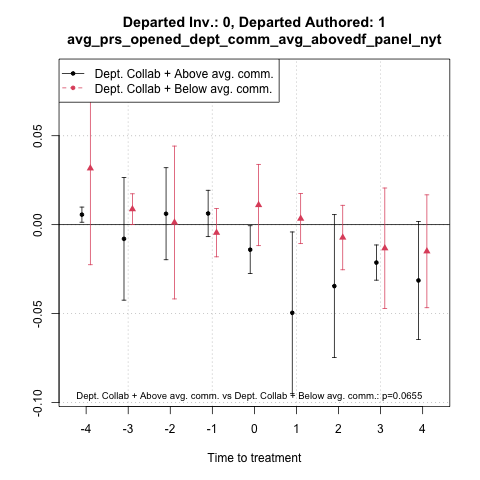 Departed Inv.: 0, Departed Authored: 1
avg_prs_opened_dept_comm_avg_abovedf_panel_nyt
Dept. Collab + Above avg. comm.
Dept. Collab + Below avg. comm.
0.05
0.00
-0.05
-0.10
Dept. Collab + Above avg. comm. vs Dept. Collab + Below avg. comm.: p=0.0655
-4 -3 -2 -1 0 1 2 3 4
Time to treatment